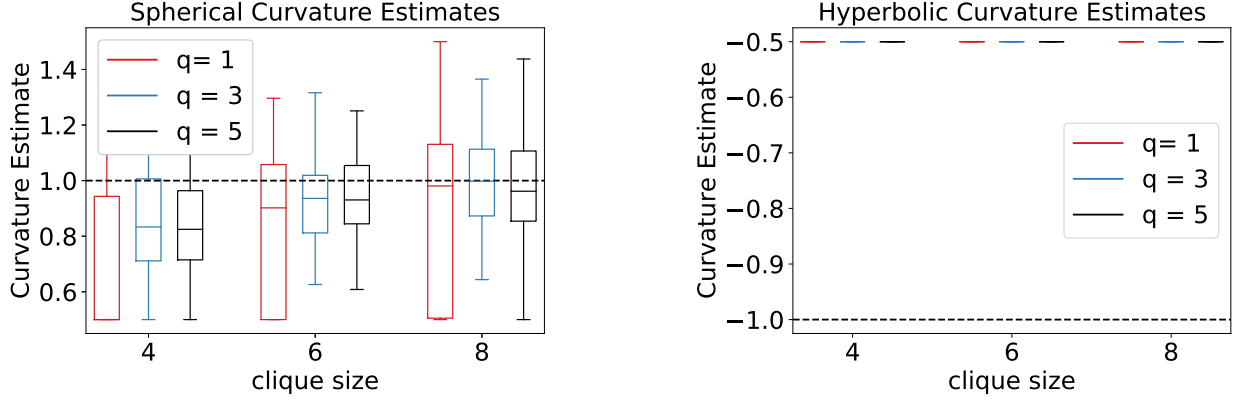 Spherical Curvature Estimates
Curvature Estimate
1.4
1.2
1.0
0.8
0.6
q= 1
q = 3
q = 5
4 6 8
clique size
Hyperbolic Curvature Estimates
Curvature Estimate
−0.5
−0.6
−0.7
−0.8
−0.9
−1.0
q= 1
q = 3
q = 5
4 6 8
clique size